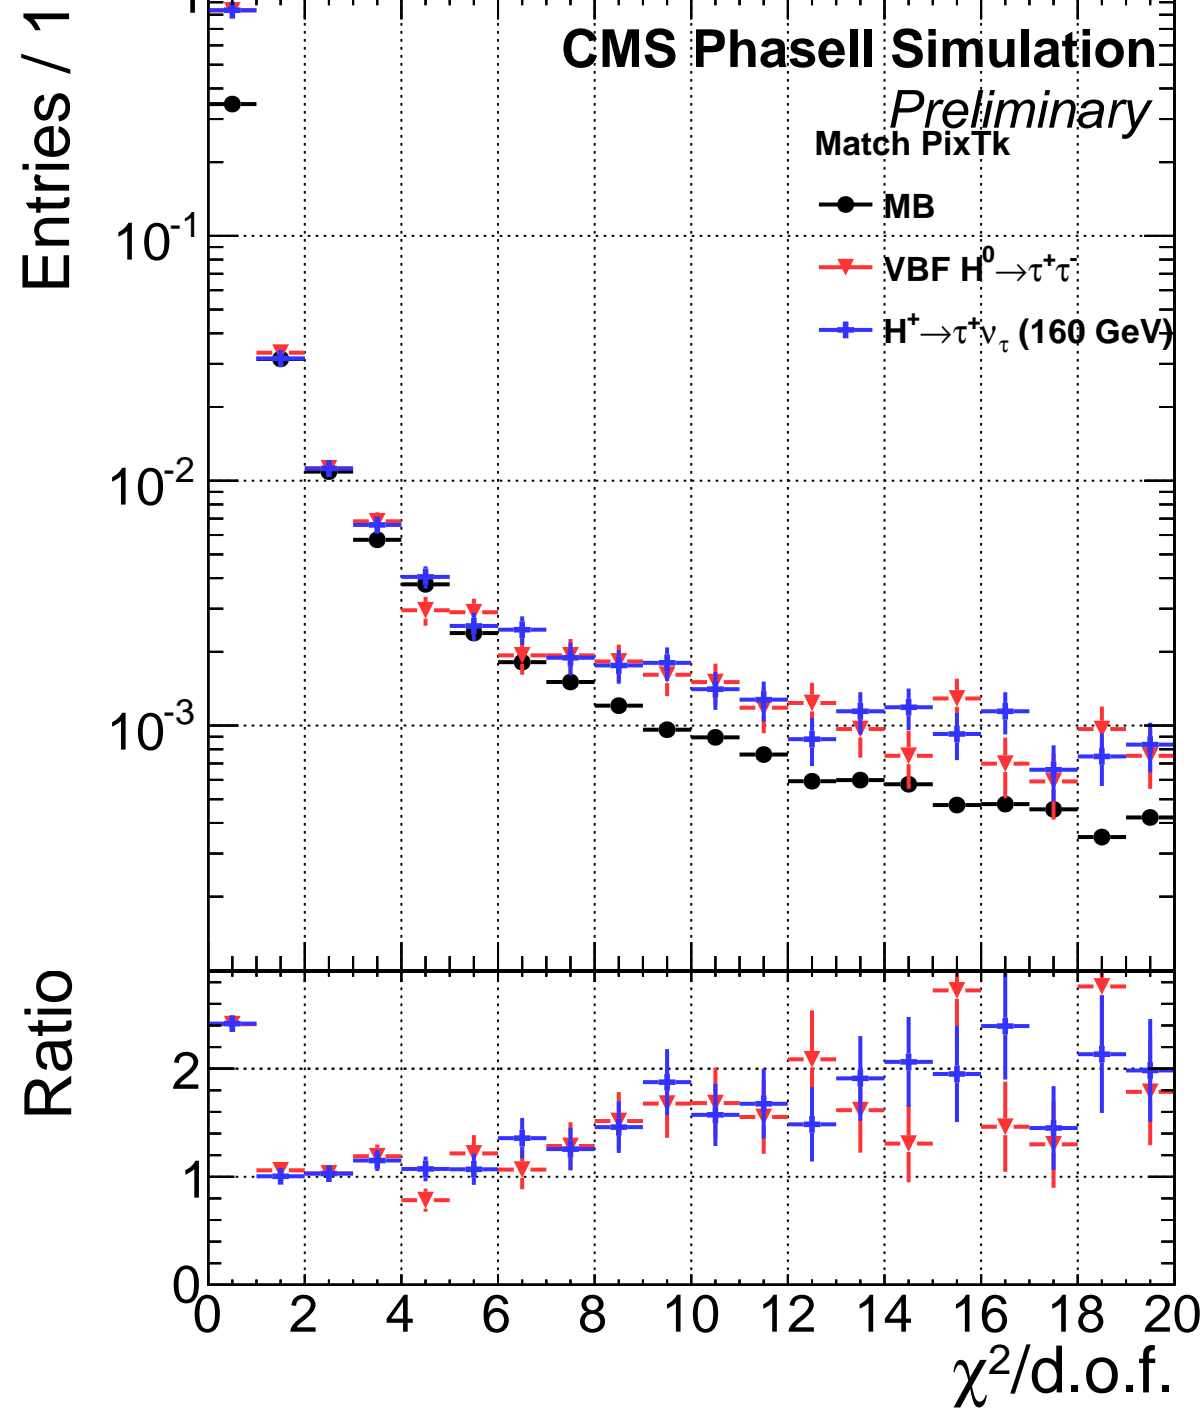 Entries / 1
1
CMS PhaseII Simulation
Preliminary
Match PixTk
MB
10⁻¹
VBF H⁰→τ⁺τ⁻
H⁺→τ⁺ντ (160 GeV)
10⁻²
10⁻³
Ratio
2
1
0
0 2 4 6 8 10 12 14 16 18 20
χ²/d.o.f.